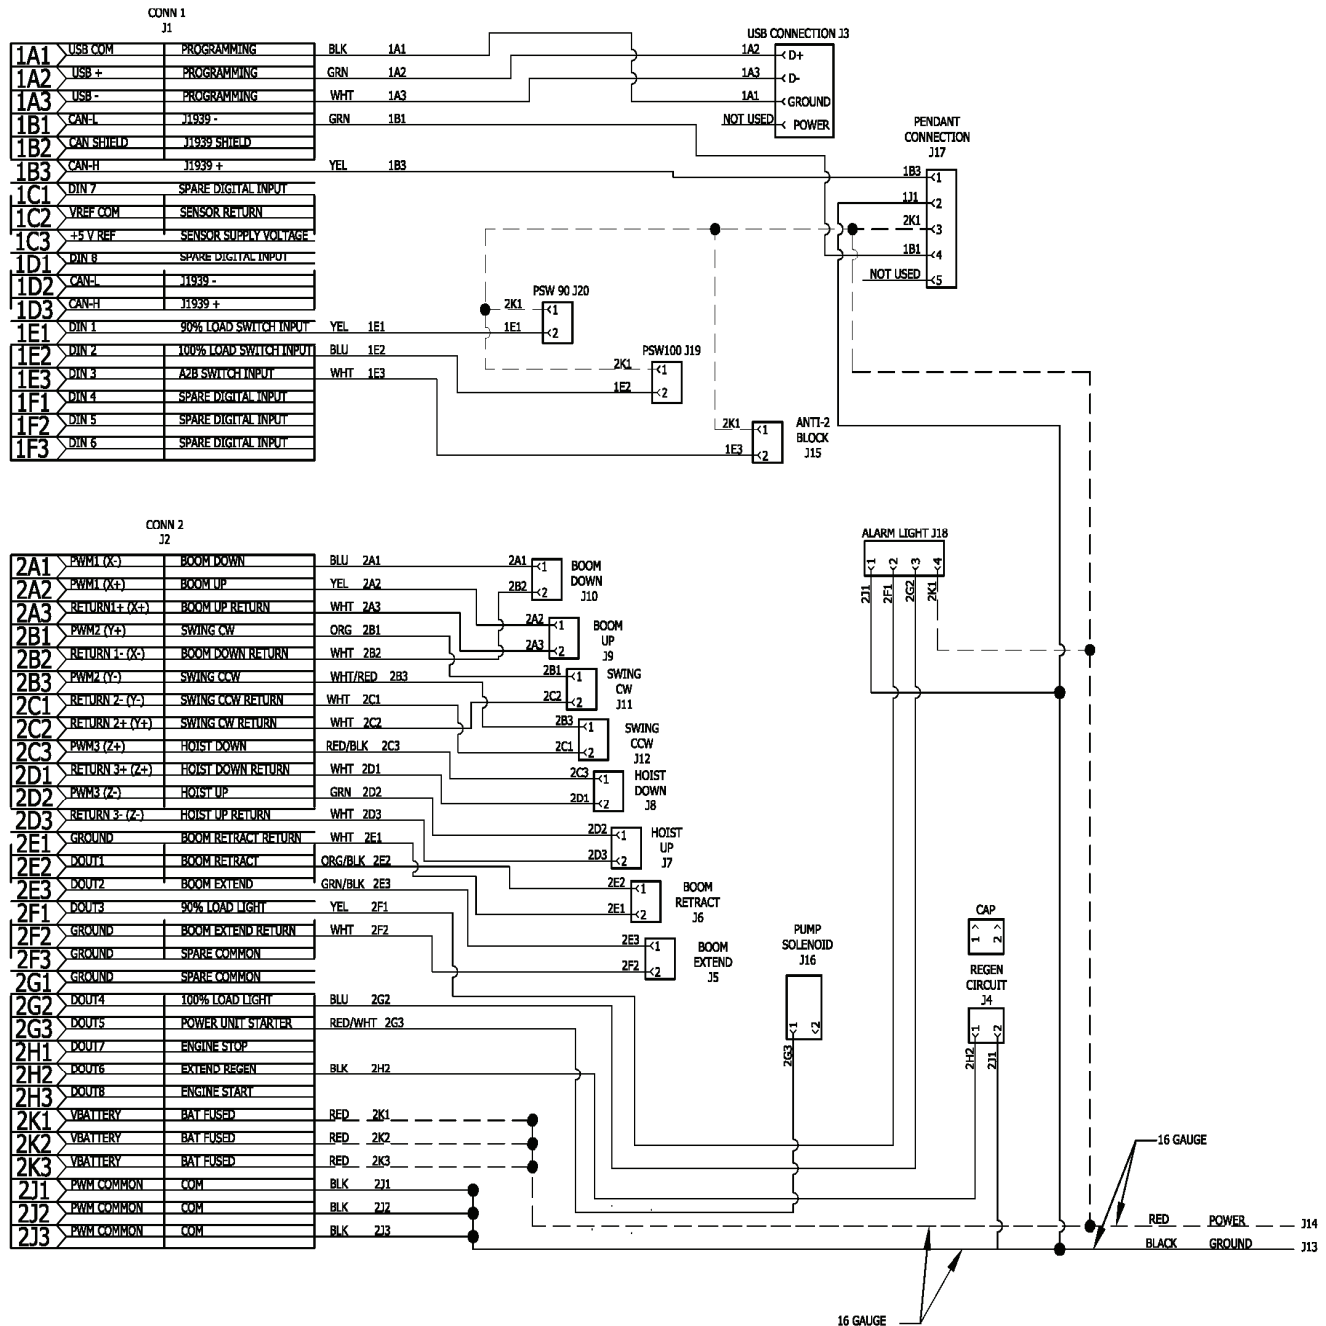 CONN 1
J1
1A1 USB COM PROGRAMMING BLK 1A1
1A2 USB + PROGRAMMING GRN 1A2
1A3 USB - PROGRAMMING WHT 1A3
1B1 CAN-L J1939 - GRN 1B1
1B2 CAN SHIELD J1939 SHIELD
1B3 CAN-H J1939 + YEL 1B3
1C1 DIN 7 SPARE DIGITAL INPUT
1C2 VREF COM SENSOR RETURN
1C3 +5 V REF SENSOR SUPPLY VOLTAGE
1D1 DIN 8 SPARE DIGITAL INPUT
1D2 CAN-L J1939 -
1D3 CAN-H J1939 +
1E1 DIN 1 90% LOAD SWITCH INPUT YEL 1E1
1E2 DIN 2 100% LOAD SWITCH INPUT BLU 1E2
1E3 DIN 3 A2B SWITCH INPUT WHT 1E3
1F1 DIN 4 SPARE DIGITAL INPUT
1F2 DIN 5 SPARE DIGITAL INPUT
1F3 DIN 6 SPARE DIGITAL INPUT
USB CONNECTION J3
1A2 D+
1A3 D-
1A1 GROUND
NOT USED POWER
PENDANT
CONNECTION
J17
1B3 1
1J1 2
2K1 3
1B1 4
NOT USED 5
PSW 90 J20
2K1 1
1E1 2
PSW100 J19
2K1 1
1E2 2
ANTI-2
BLOCK
J15
2K1 1
1E3 2
CONN 2
J2
2A1 PWM1 (X-) BOOM DOWN BLU 2A1
2A2 PWM1 (X+) BOOM UP YEL 2A2
2A3 RETURN1+ (X+) BOOM UP RETURN WHT 2A3
2B1 PWM2 (Y+) SWING CW ORG 2B1
2B2 RETURN 1- (X-) BOOM DOWN RETURN WHT 2B2
2B3 PWM2 (Y-) SWING CCW WHT/RED 2B3
2C1 RETURN 2- (Y-) SWING CCW RETURN WHT 2C1
2C2 RETURN 2+ (Y+) SWING CW RETURN WHT 2C2
2C3 PWM3 (Z+) HOIST DOWN RED/BLK 2C3
2D1 RETURN 3+ (Z+) HOIST DOWN RETURN WHT 2D1
2D2 PWM3 (Z-) HOIST UP GRN 2D2
2D3 RETURN 3- (Z-) HOIST UP RETURN WHT 2D3
2E1 GROUND BOOM RETRACT RETURN WHT 2E1
2E2 DOUT1 BOOM RETRACT ORG/BLK 2E2
2E3 DOUT2 BOOM EXTEND GRN/BLK 2E3
2F1 DOUT3 90% LOAD LIGHT YEL 2F1
2F2 GROUND BOOM EXTEND RETURN WHT 2F2
2F3 GROUND SPARE COMMON
2G1 GROUND SPARE COMMON
2G2 DOUT4 100% LOAD LIGHT BLU 2G2
2G3 DOUT5 POWER UNIT STARTER RED/WHT 2G3
2H1 DOUT7 ENGINE STOP
2H2 DOUT6 EXTEND REGEN BLK 2H2
2H3 DOUT8 ENGINE START
2K1 VBATTERY BAT FUSED RED 2K1
2K2 VBATTERY BAT FUSED RED 2K2
2K3 VBATTERY BAT FUSED RED 2K3
2J1 PWM COMMON COM BLK 2J1
2J2 PWM COMMON COM BLK 2J2
2J3 PWM COMMON COM BLK 2J3
2A1 1
2B2 2
BOOM
DOWN
J10
2A2 1
2A3 2
BOOM
UP
J9
2B1 1
2C2 2
SWING
CW
J11
2B3 1
2C1 2
SWING
CCW
J12
2C3 1
2D1 2
HOIST
DOWN
J8
2D2 1
2D3 2
HOIST
UP
J7
2E2 1
2E1 2
BOOM
RETRACT
J6
2E3 1
2F2 2
BOOM
EXTEND
J5
ALARM LIGHT J18
1 2 3 4
2J1 2F1 2G2 2K1
PUMP
SOLENOID
J16
1 2
2G3
CAP
1 2
REGEN
CIRCUIT
J4
1 2
2H2 2J1
16 GAUGE
RED POWER J14
BLACK GROUND J13
16 GAUGE